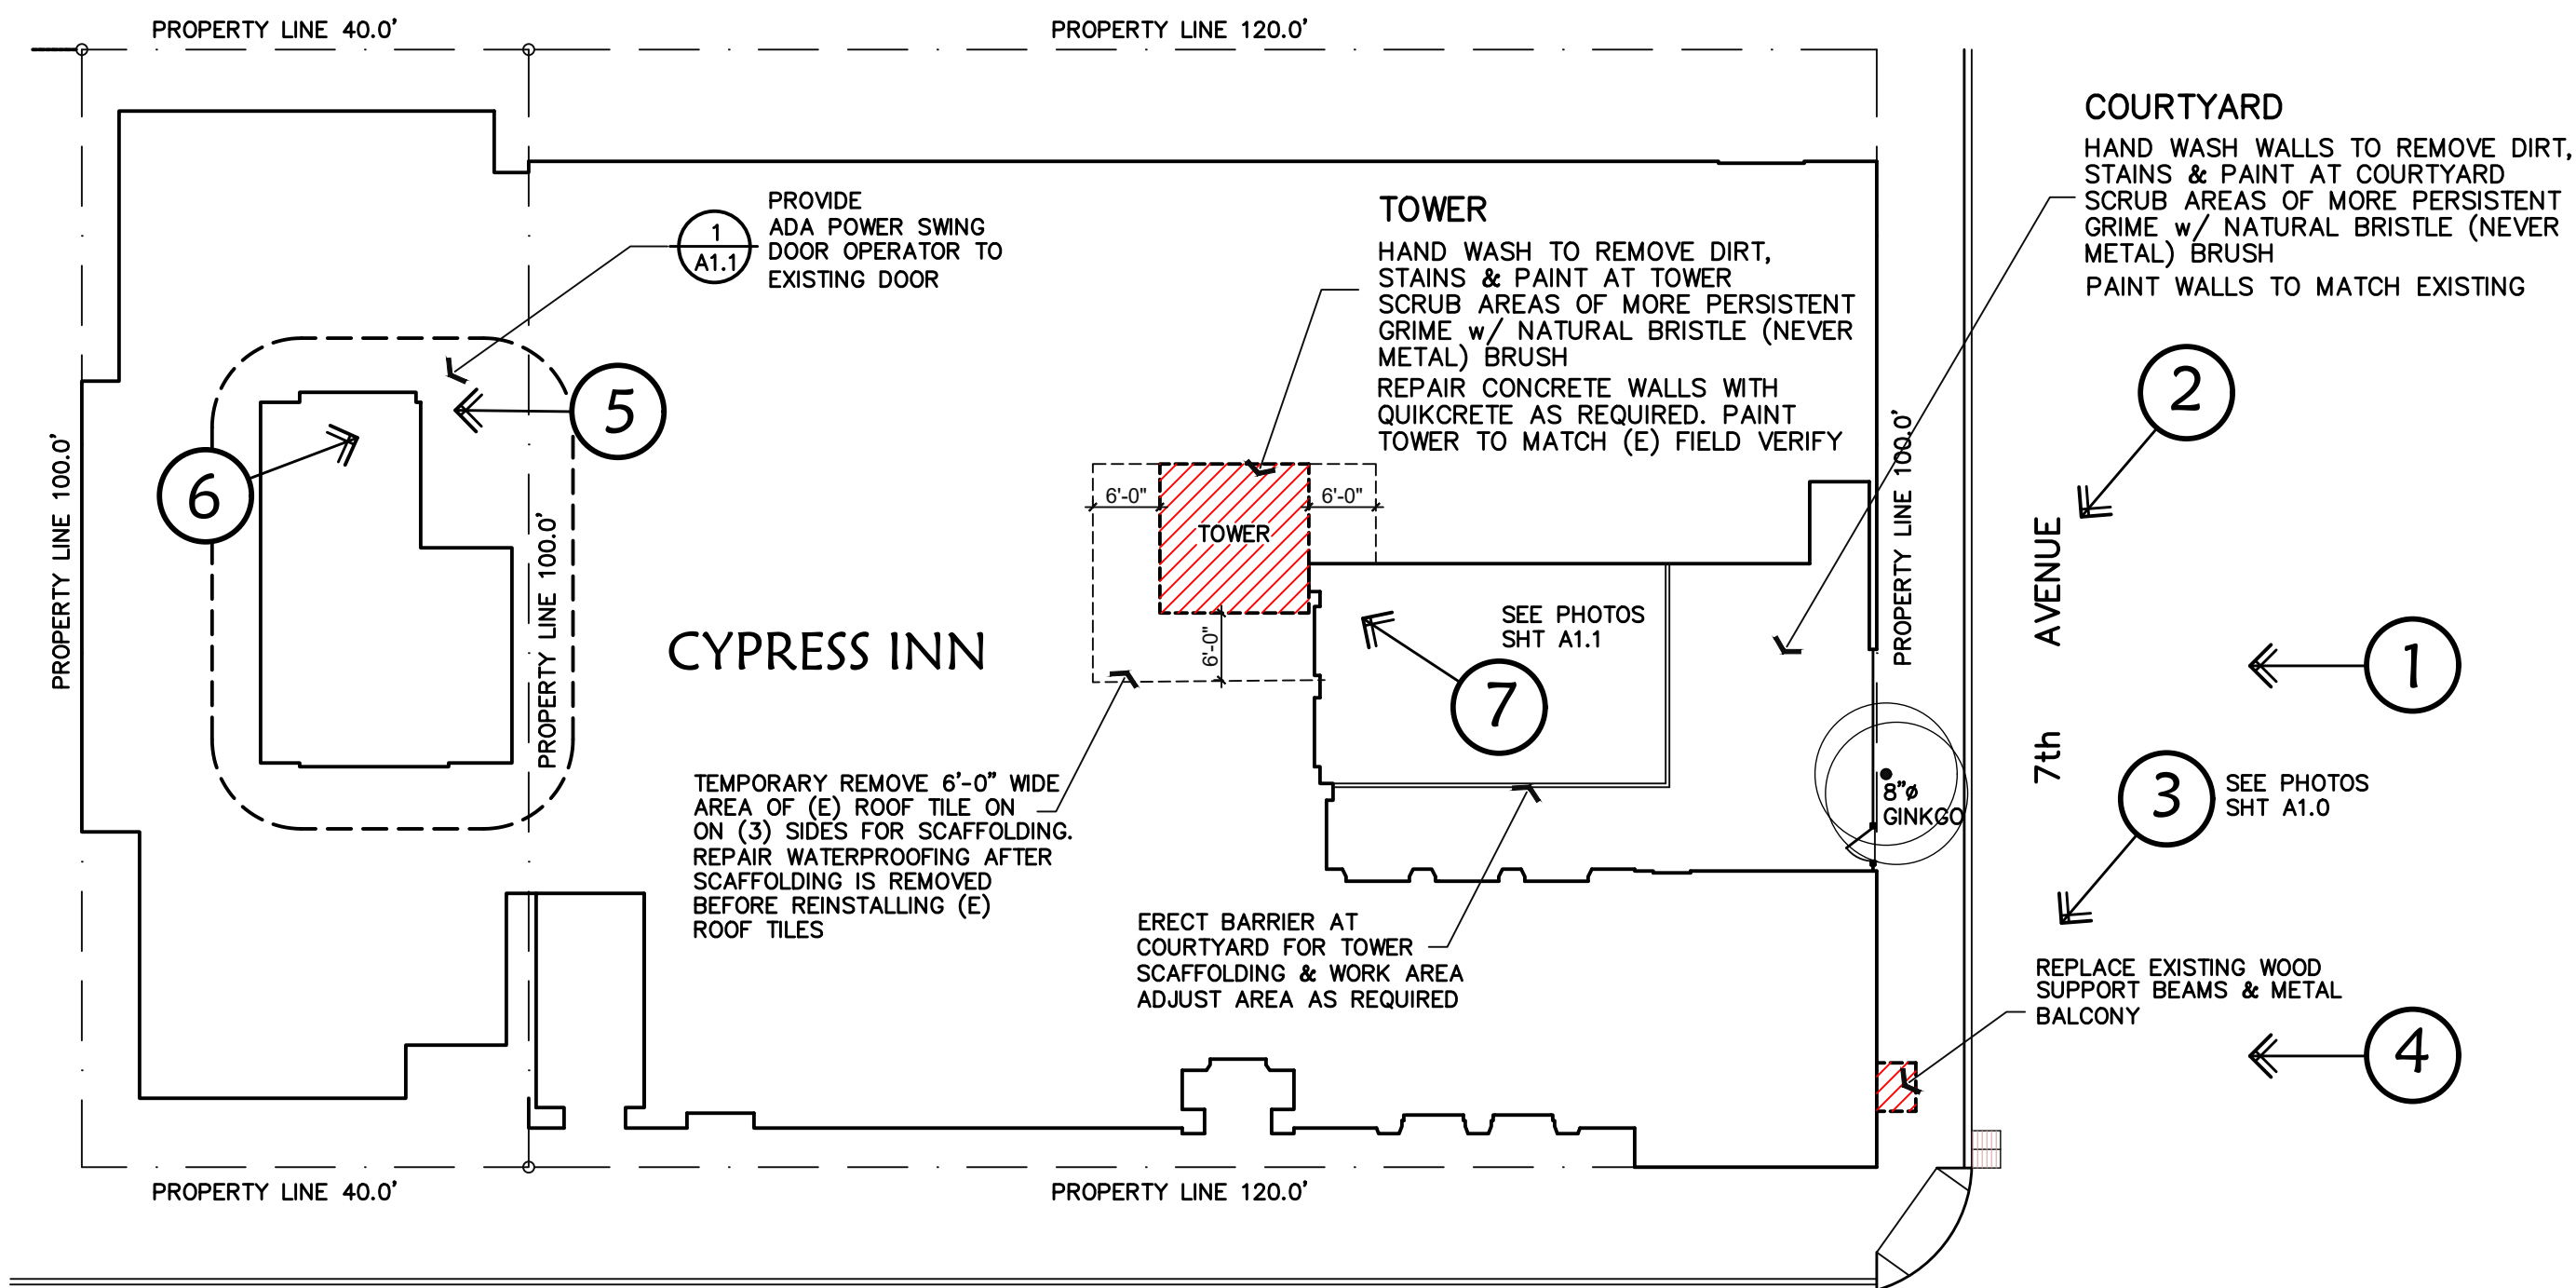 PROPERTY LINE 40.0'
PROPERTY LINE 120.0'
COURTYARD
HAND WASH WALLS TO REMOVE DIRT,
STAINS & PAINT AT COURTYARD
SCRUB AREAS OF MORE PERSISTENT
GRIME w/ NATURAL BRISTLE (NEVER
METAL) BRUSH
PAINT WALLS TO MATCH EXISTING
1
A1.1
PROVIDE
ADA POWER SWING
DOOR OPERATOR TO
EXISTING DOOR
TOWER
HAND WASH TO REMOVE DIRT,
STAINS & PAINT AT TOWER
SCRUB AREAS OF MORE PERSISTENT
GRIME w/ NATURAL BRISTLE (NEVER
METAL) BRUSH
REPAIR CONCRETE WALLS WITH
QUIKCRETE AS REQUIRED. PAINT
TOWER TO MATCH (E) FIELD VERIFY
2
5
6
PROPERTY LINE 100.0'
PROPERTY LINE 100.0'
PROPERTY LINE 100.0'
6'-0"
6'-0"
TOWER
6'-0"
CYPRESS INN
SEE PHOTOS
SHT A1.1
7
7th AVENUE
1
3
SEE PHOTOS
SHT A1.0
8"ø
GINKGO
TEMPORARY REMOVE 6'-0" WIDE
AREA OF (E) ROOF TILE ON
ON (3) SIDES FOR SCAFFOLDING.
REPAIR WATERPROOFING AFTER
SCAFFOLDING IS REMOVED
BEFORE REINSTALLING (E)
ROOF TILES
ERECT BARRIER AT
COURTYARD FOR TOWER
SCAFFOLDING & WORK AREA
ADJUST AREA AS REQUIRED
REPLACE EXISTING WOOD
SUPPORT BEAMS & METAL
BALCONY
4
PROPERTY LINE 40.0'
PROPERTY LINE 120.0'